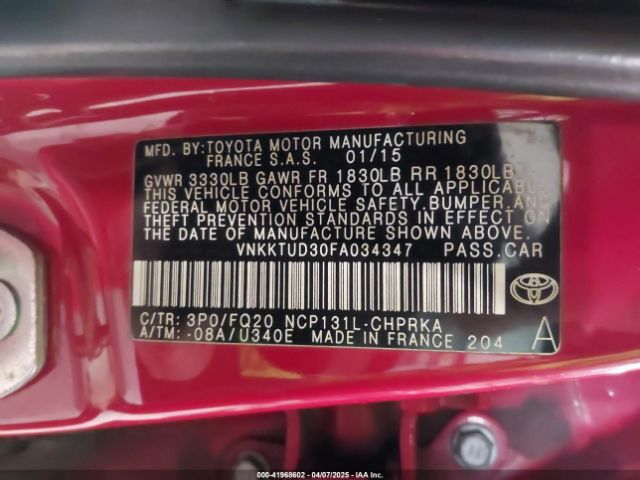 MFD. BY:TOYOTA MOTOR MANUFACTURING
FRANCE S.A.S. 01/15
GVWR 3330LB GAWR FR 1830LB RR 1830LB
THIS VEHICLE CONFORMS TO ALL APPLICABLE
FEDERAL MOTOR VEHICLE SAFETY,BUMPER,AND
THEFT PREVENTION STANDARDS IN EFFECT ON
THE DATE OF MANUFACTURE SHOWN ABOVE.
VNKKTUD30FA034347 PASS.CAR
C/TR: 3P0/FQ20 NCP131L-CHPRKA
A/TM: -08A/U340E MADE IN FRANCE 204
A
000-41968602 04/07/2025 IAAI.COM